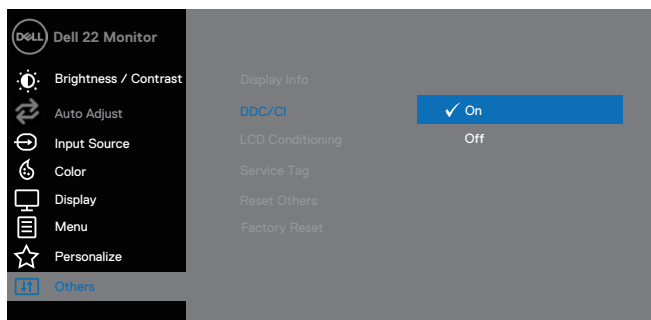 DELL Dell 22 Monitor
Brightness / Contrast
Auto Adjust
Input Source
Color
Display
Menu
Personalize
Others
Display Info
DDC/CI
LCD Conditioning
Service Tag
Reset Others
Factory Reset
On
Off